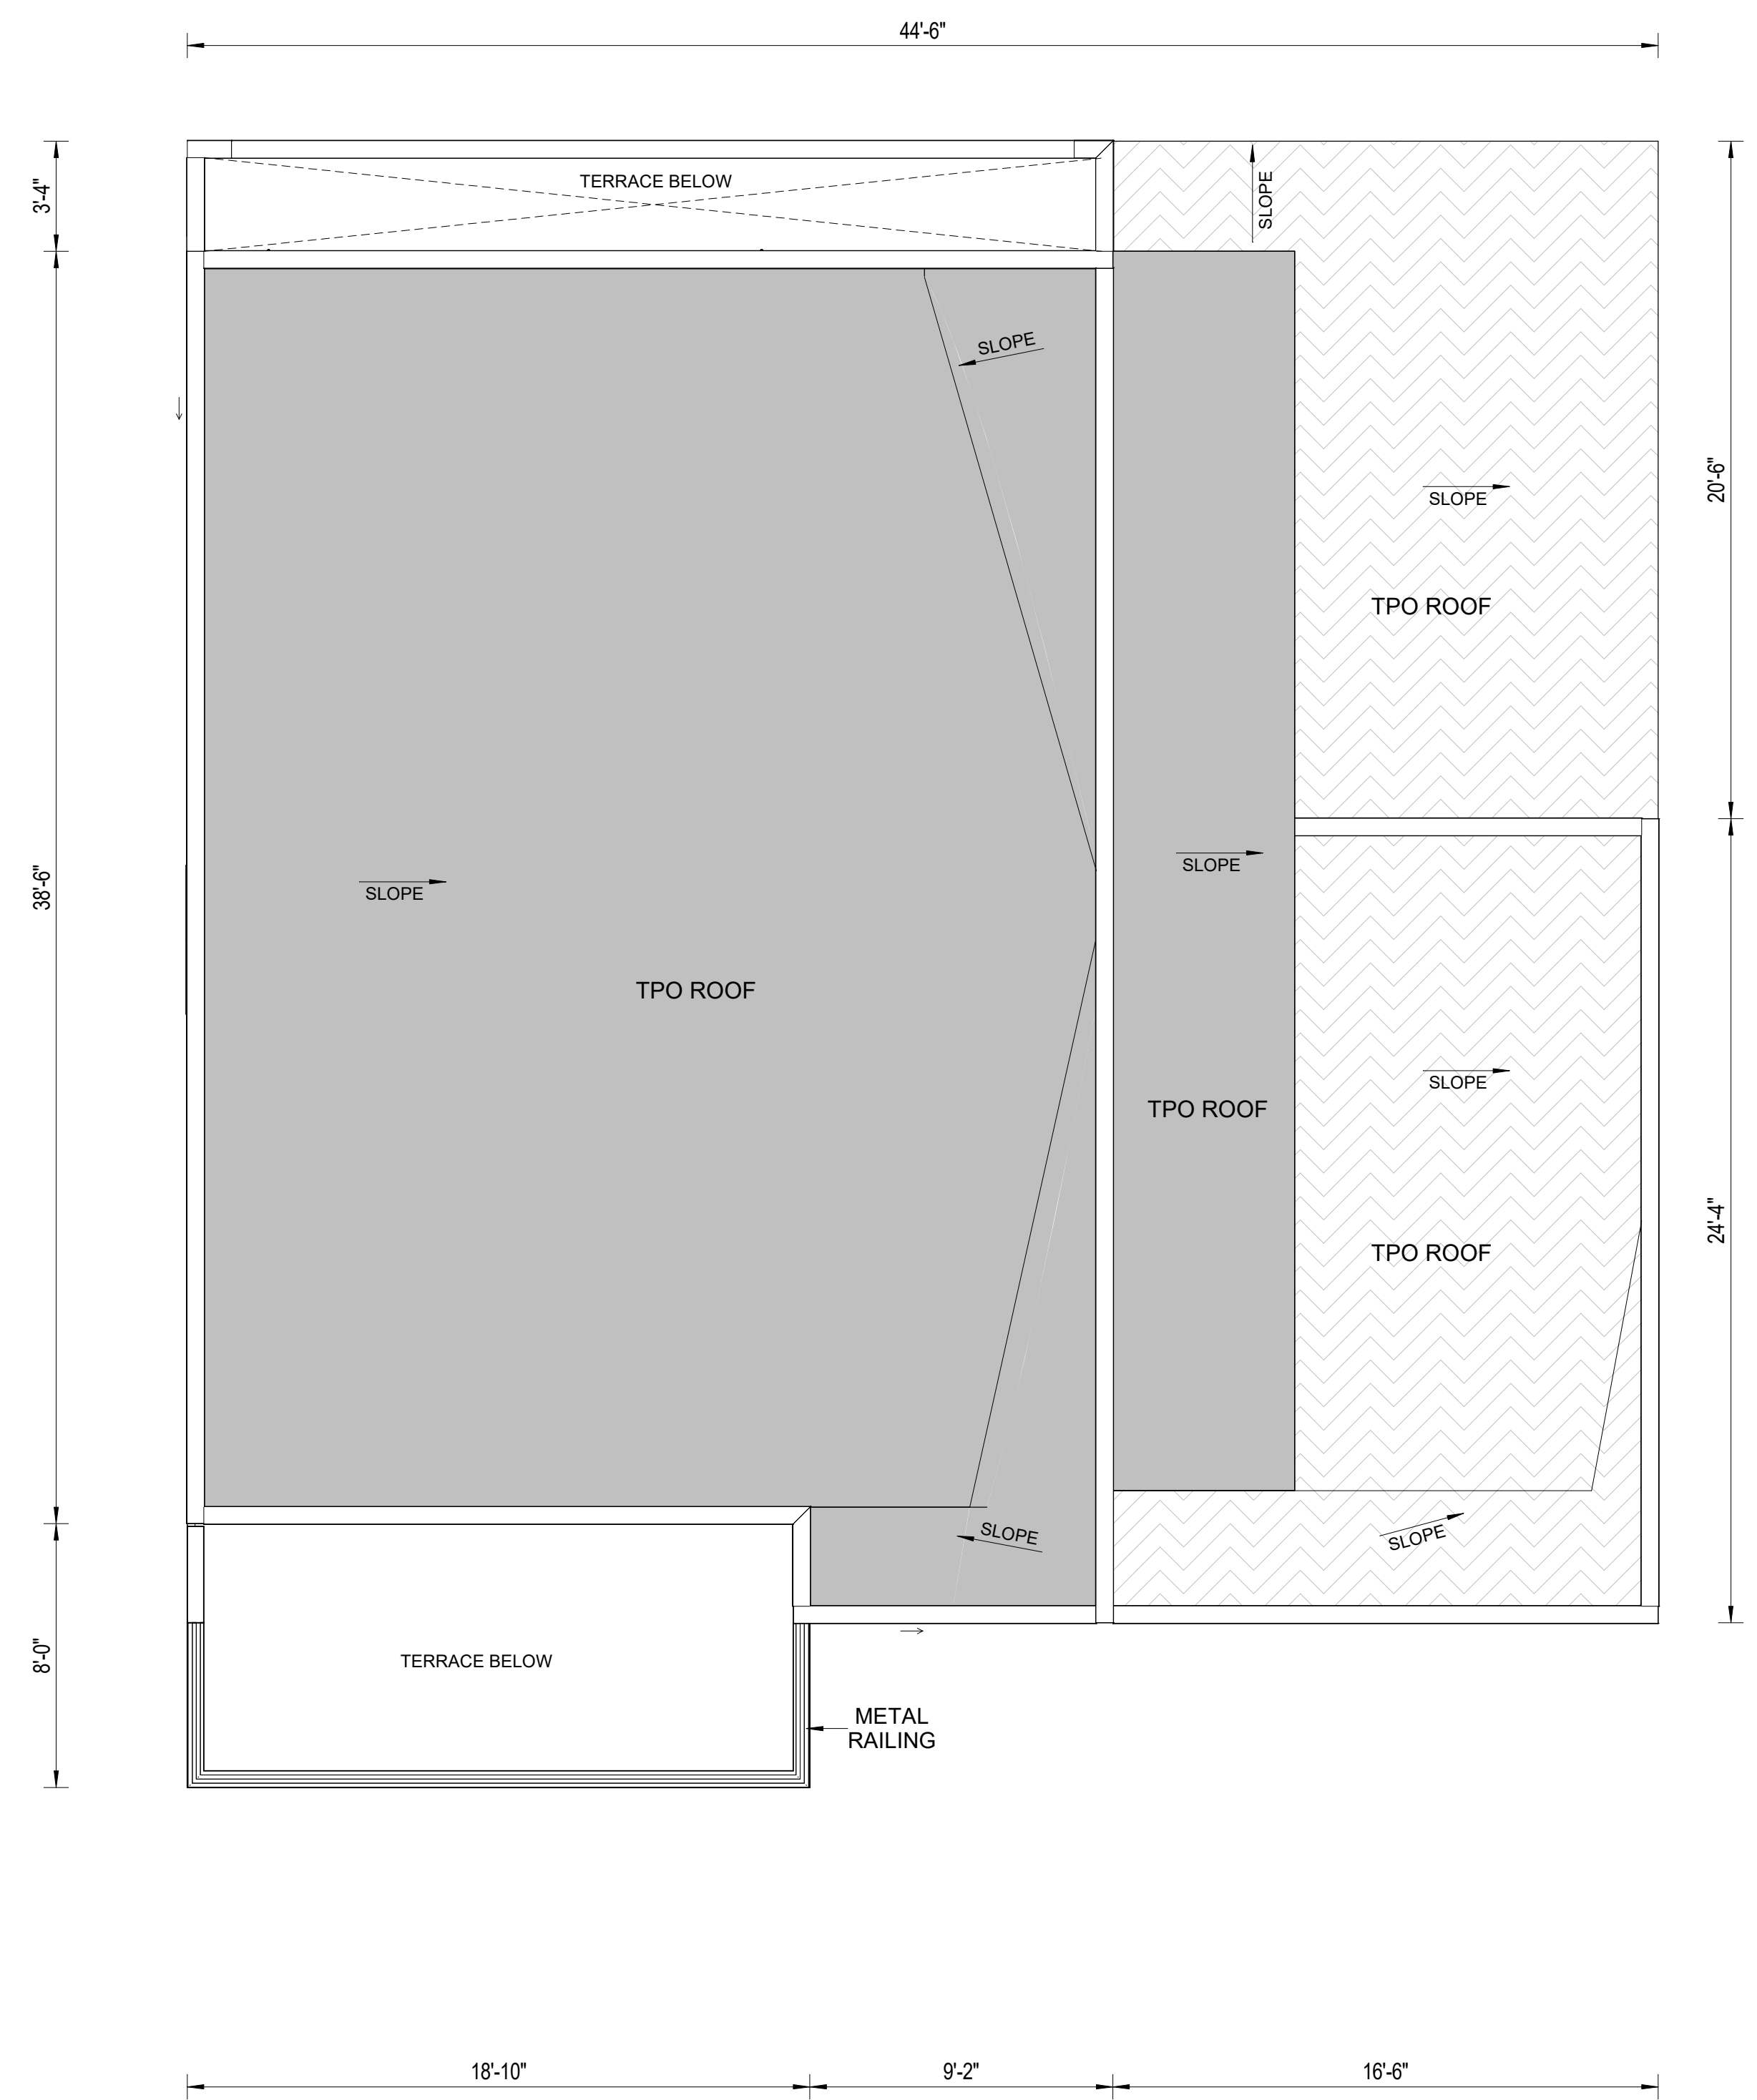 44'-6"
3'-4"
TERRACE BELOW
SLOPE
SLOPE
20'-6"
SLOPE
TPO ROOF
38'-6"
SLOPE
SLOPE
TPO ROOF
SLOPE
TPO ROOF
24'-4"
TPO ROOF
SLOPE
SLOPE
8'-0"
TERRACE BELOW
METAL
RAILING
18'-10"
9'-2"
16'-6"